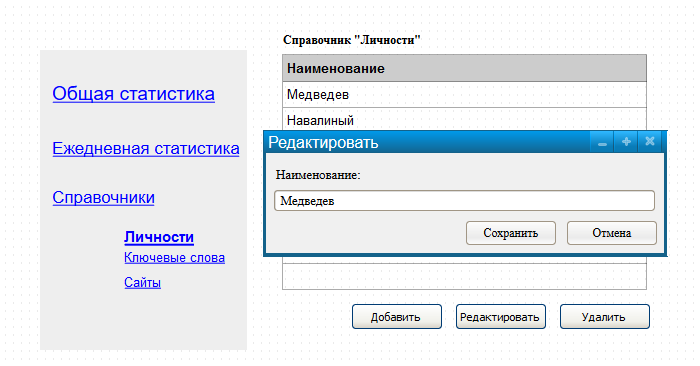 Справочник "Личности"
Общая статистика
Ежедневная статистика
Справочники
Личности
Ключевые слова
Сайты
Наименование
Медведев
Навалиный
Редактировать
Наименование:
Медведев
Сохранить
Отмена
Добавить
Редактировать
Удалить